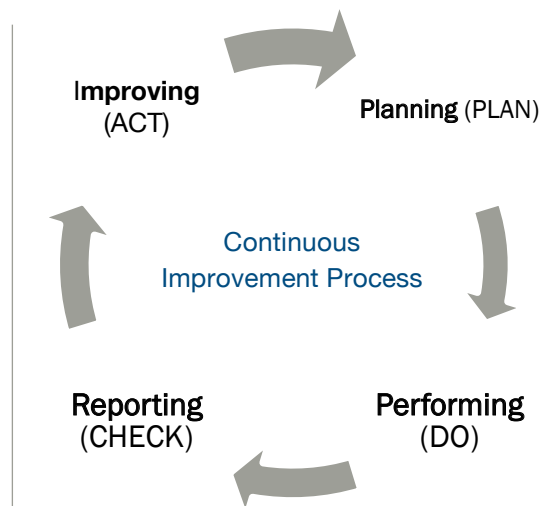 Improving
(ACT)
Planning (PLAN)
Continuous
Improvement Process
Reporting
(CHECK)
Performing
(DO)